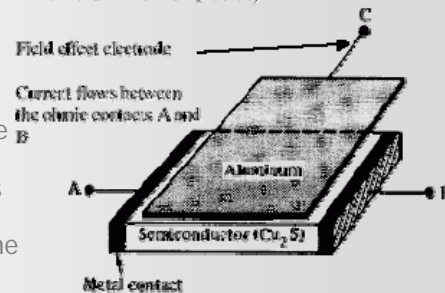 C
Field effect electrode
Current flows between
the ohmic contacts A and
B
Aluminum
A
Semiconductor (Cu₂S)
Metal contact